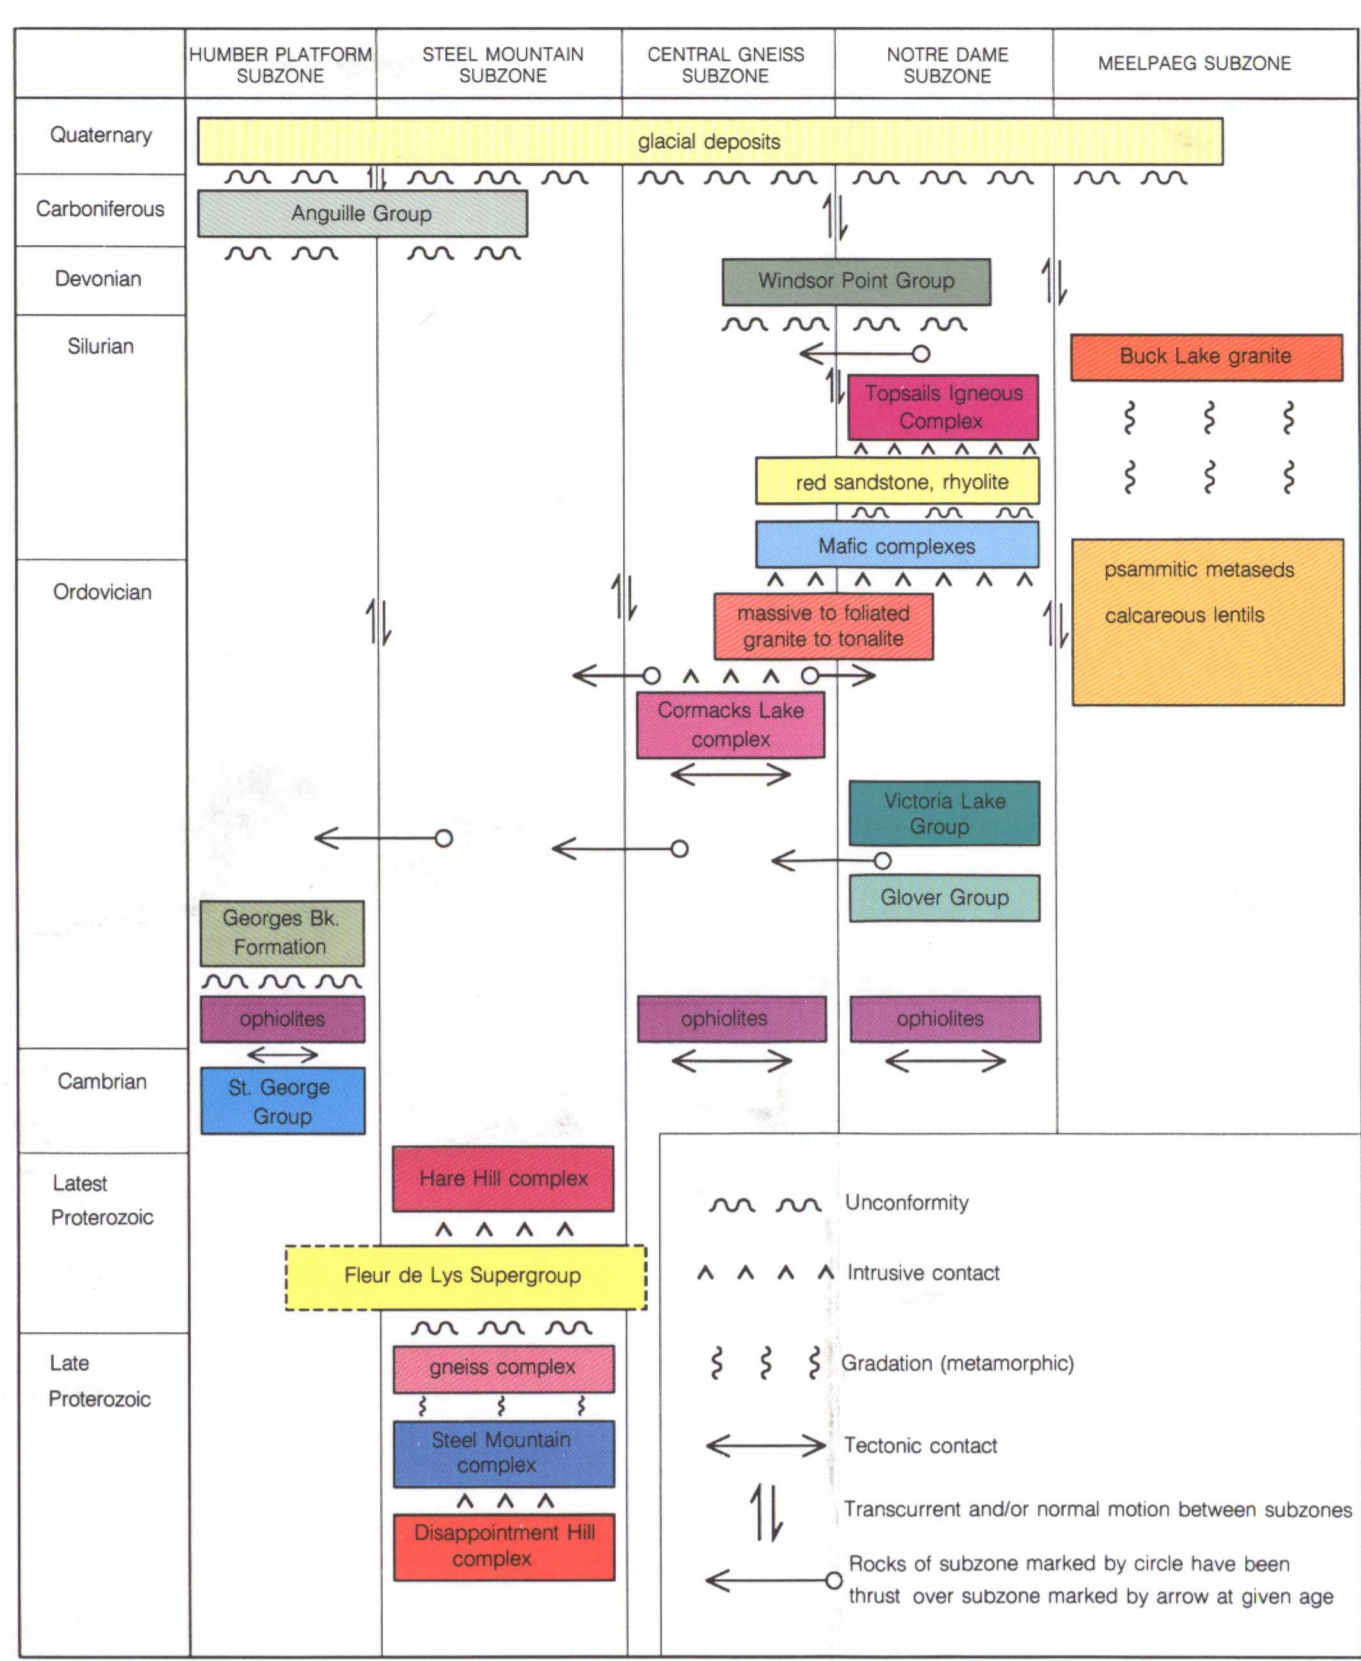 HUMBER PLATFORM
SUBZONE
STEEL MOUNTAIN
SUBZONE
CENTRAL GNEISS
SUBZONE
NOTRE DAME
SUBZONE
MEELPAEG SUBZONE
Quaternary
glacial deposits
Carboniferous
Anguille Group
Devonian
Windsor Point Group
Silurian
Buck Lake granite
Topsails Igneous
Complex
red sandstone, rhyolite
Mafic complexes
psammitic metaseds
calcareous lentils
Ordovician
massive to foliated
granite to tonalite
Cormacks Lake
complex
Victoria Lake
Group
Glover Group
Georges Bk.
Formation
ophiolites
ophiolites
ophiolites
Cambrian
St. George
Group
Latest
Proterozoic
Hare Hill complex
Fleur de Lys Supergroup
Late
Proterozoic
gneiss complex
Steel Mountain
complex
Disappointment Hill
complex
Unconformity
Intrusive contact
Gradation (metamorphic)
Tectonic contact
Transcurrent and/or normal motion between subzones
Rocks of subzone marked by circle have been
thrust over subzone marked by arrow at given age